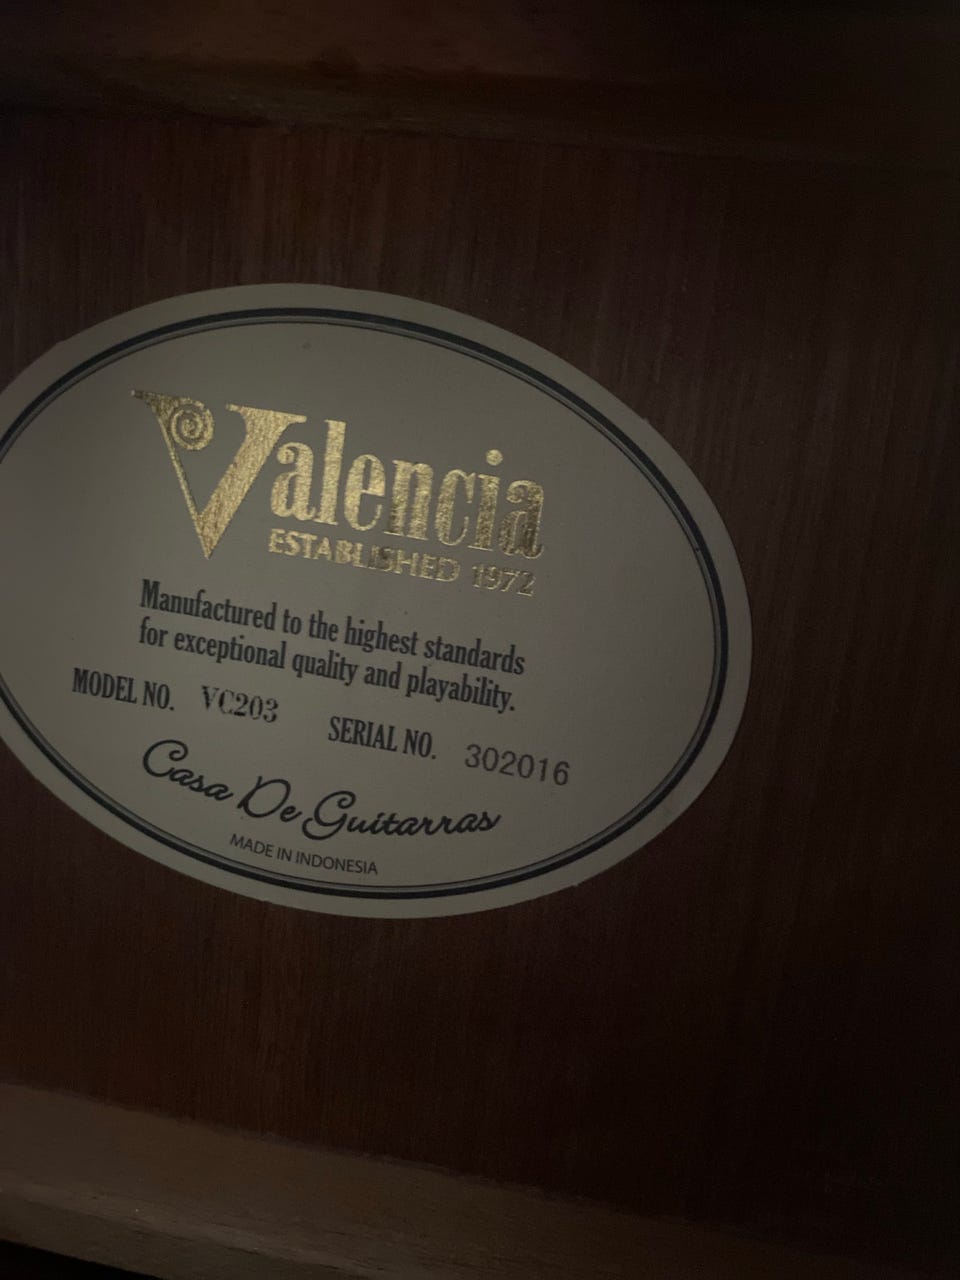 Valencia
ESTABLISHED 1972
Manufactured to the highest standards
for exceptional quality and playability.
MODEL NO. VC203 SERIAL NO. 302016
Casa De Guitarras
MADE IN INDONESIA